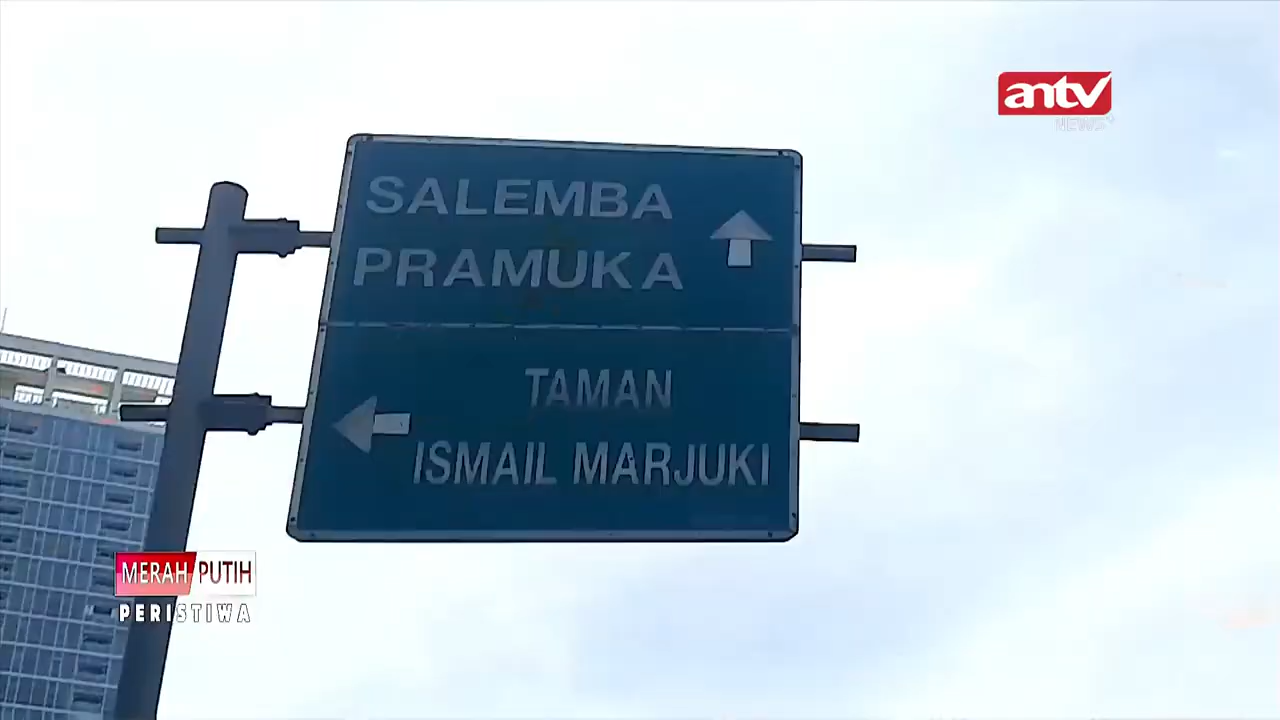 antv
NEWS+
SALEMBA
PRAMUKA
TAMAN
ISMAIL MARJUKI
MERAH PUTIH
PERISTIWA